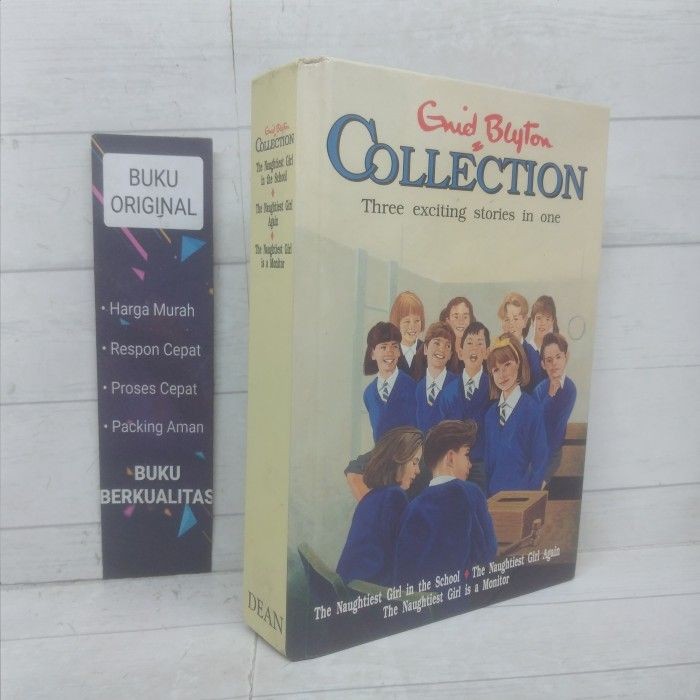 BUKU
ORIGINAL
• Harga Murah
• Respon Cepat
• Proses Cepat
• Packing Aman
BUKU
BERKUALITAS
Enid Blyton
COLLECTION
The Naughtiest Girl
in the School
The Naughtiest Girl
Again
The Naughtiest Girl
is a Monitor
DEAN
Enid Blyton
COLLECTION
Three exciting stories in one
The Naughtiest Girl in the School ♦ The Naughtiest Girl Again
The Naughtiest Girl is a Monitor